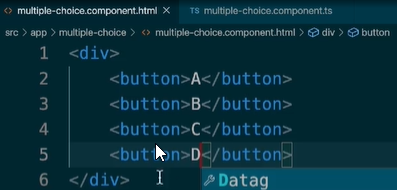 multiple-choice.component.html × TS multiple-choice.component.ts
src > app > multiple-choice > <> multiple-choice.component.html > div > button
1 <div>
2 <button>A</button>
3 <button>B</button>
4 <button>C</button>
5 <button>D</button>
6 </div>
Datag